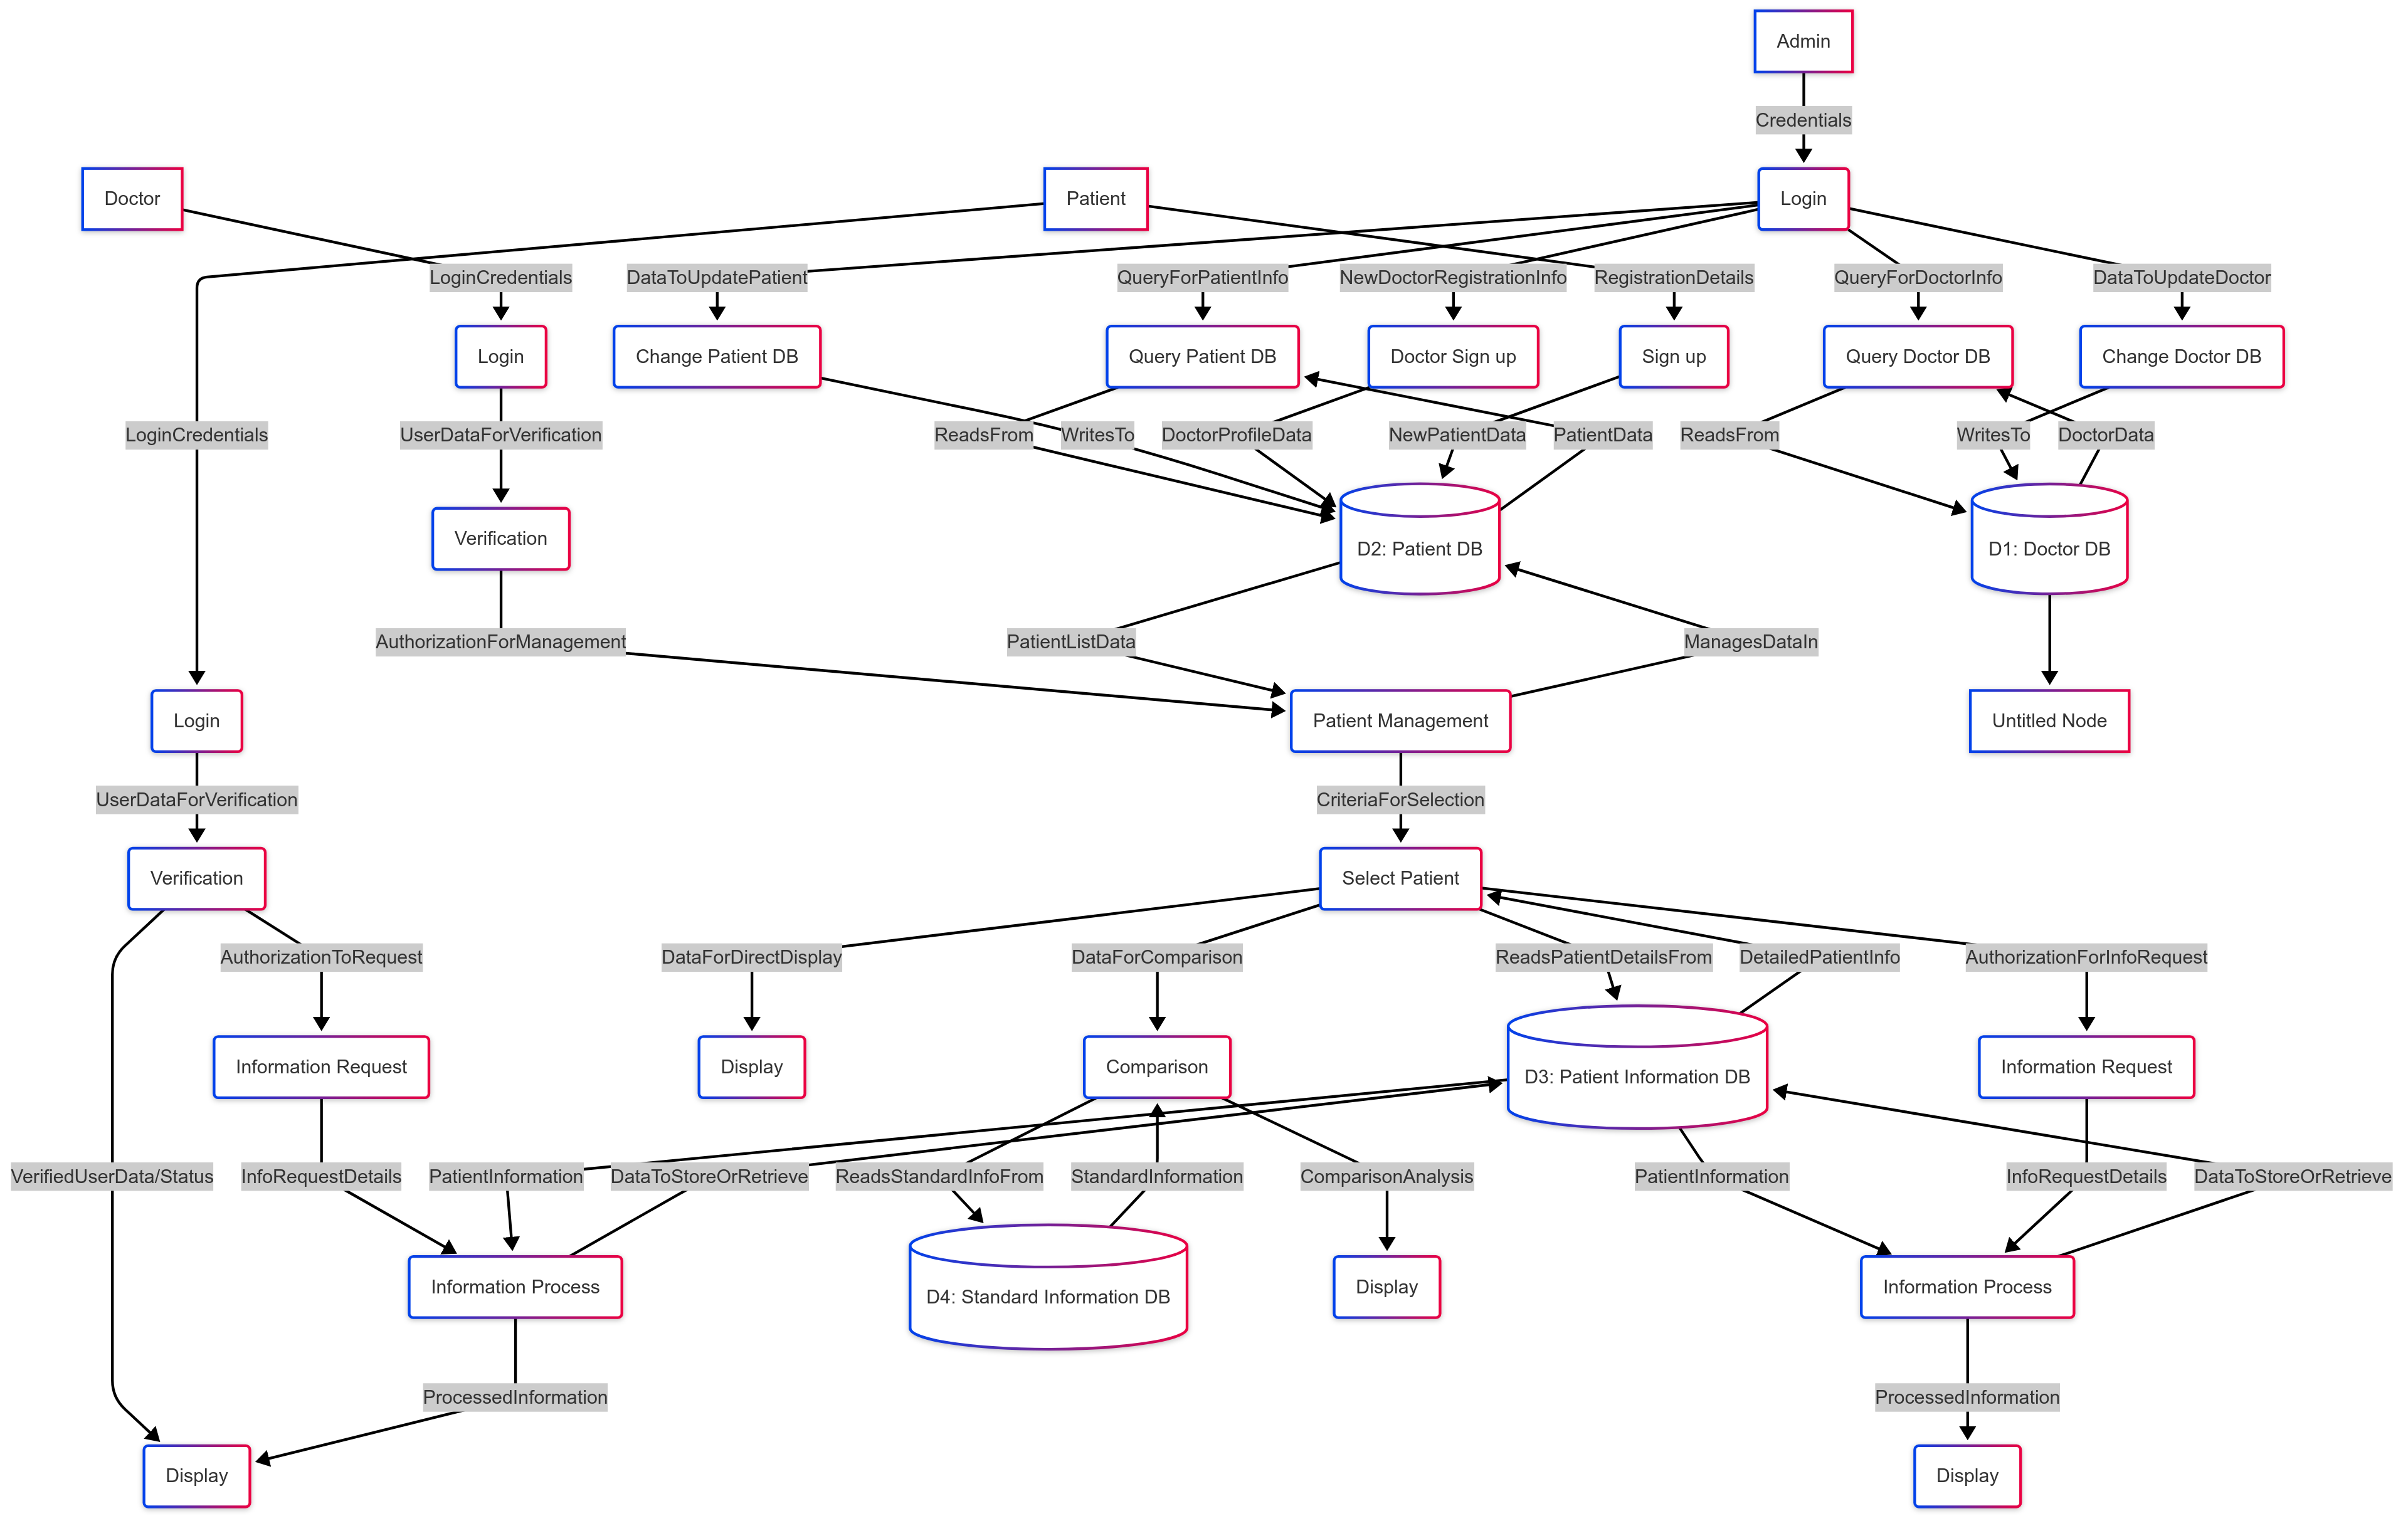 Admin
Credentials
Doctor
Patient
Login
LoginCredentials
DataToUpdatePatient
QueryForPatientInfo
NewDoctorRegistrationInfo
RegistrationDetails
QueryForDoctorInfo
DataToUpdateDoctor
Login
Change Patient DB
Query Patient DB
Doctor Sign up
Sign up
Query Doctor DB
Change Doctor DB
LoginCredentials
UserDataForVerification
ReadsFrom
WritesTo
DoctorProfileData
NewPatientData
PatientData
ReadsFrom
WritesTo
DoctorData
Verification
D2: Patient DB
D1: Doctor DB
AuthorizationForManagement
PatientListData
ManagesDataIn
Login
Patient Management
Untitled Node
UserDataForVerification
CriteriaForSelection
Verification
Select Patient
AuthorizationToRequest
DataForDirectDisplay
DataForComparison
ReadsPatientDetailsFrom
DetailedPatientInfo
AuthorizationForInfoRequest
Information Request
Display
Comparison
D3: Patient Information DB
Information Request
VerifiedUserData/Status
InfoRequestDetails
PatientInformation
DataToStoreOrRetrieve
ReadsStandardInfoFrom
StandardInformation
ComparisonAnalysis
PatientInformation
InfoRequestDetails
DataToStoreOrRetrieve
Information Process
D4: Standard Information DB
Display
Information Process
ProcessedInformation
ProcessedInformation
Display
Display